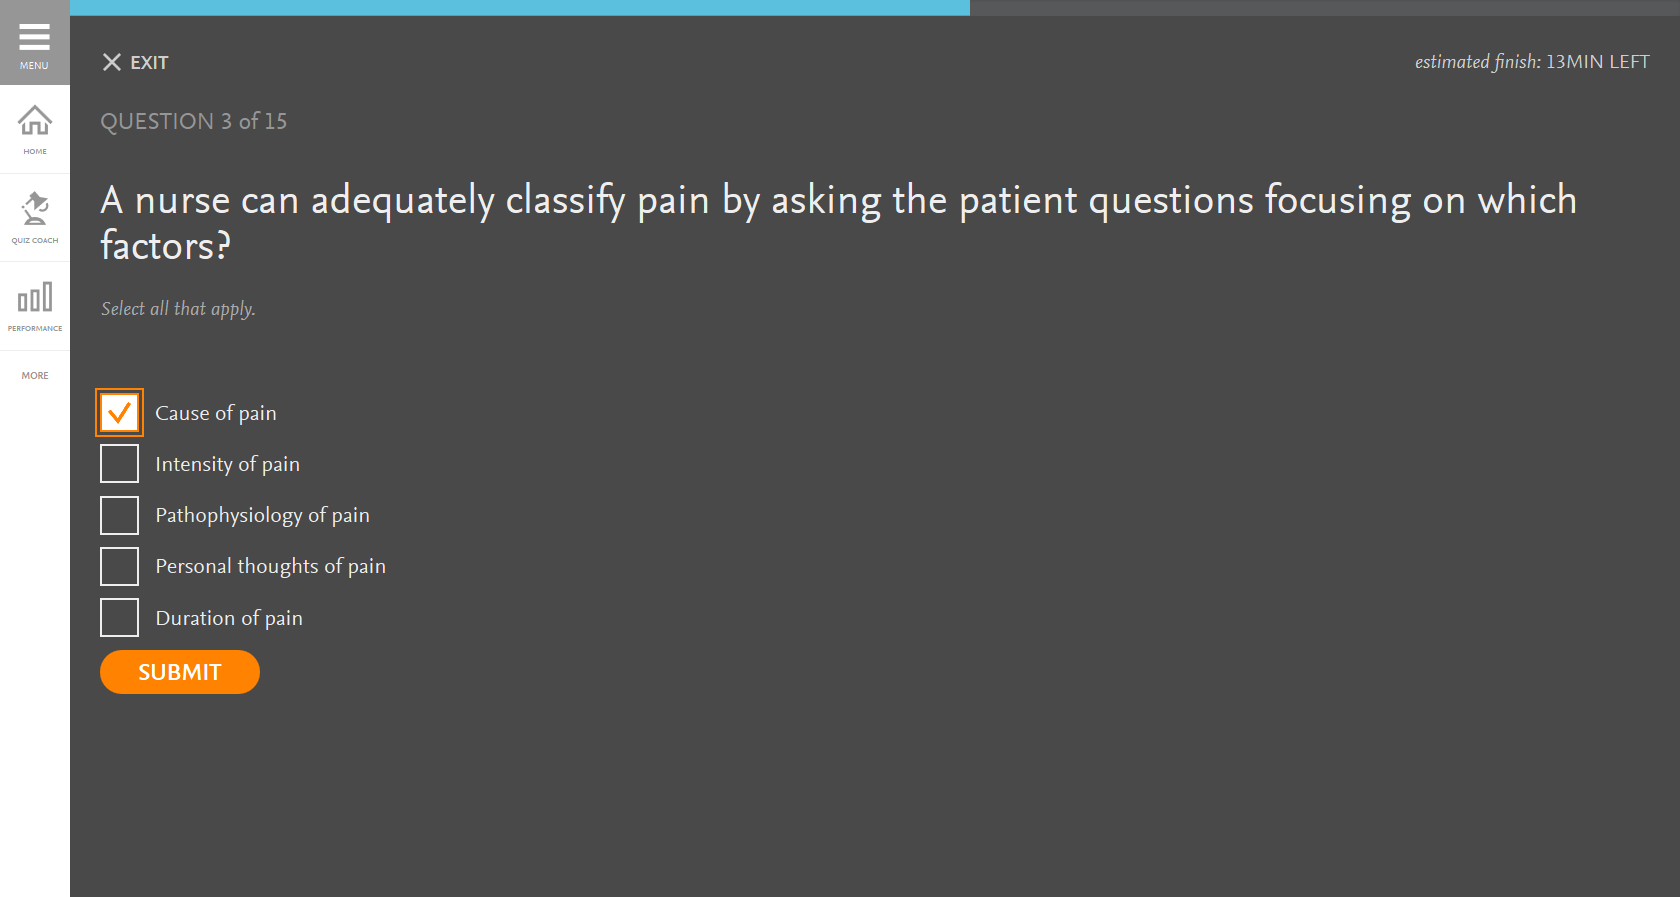 MENU
HOME
QUIZ COACH
PERFORMANCE
MORE
EXIT
estimated finish: 13MIN LEFT
QUESTION 3 of 15
A nurse can adequately classify pain by asking the patient questions focusing on which
factors?
Select all that apply.
Cause of pain
Intensity of pain
Pathophysiology of pain
Personal thoughts of pain
Duration of pain
SUBMIT